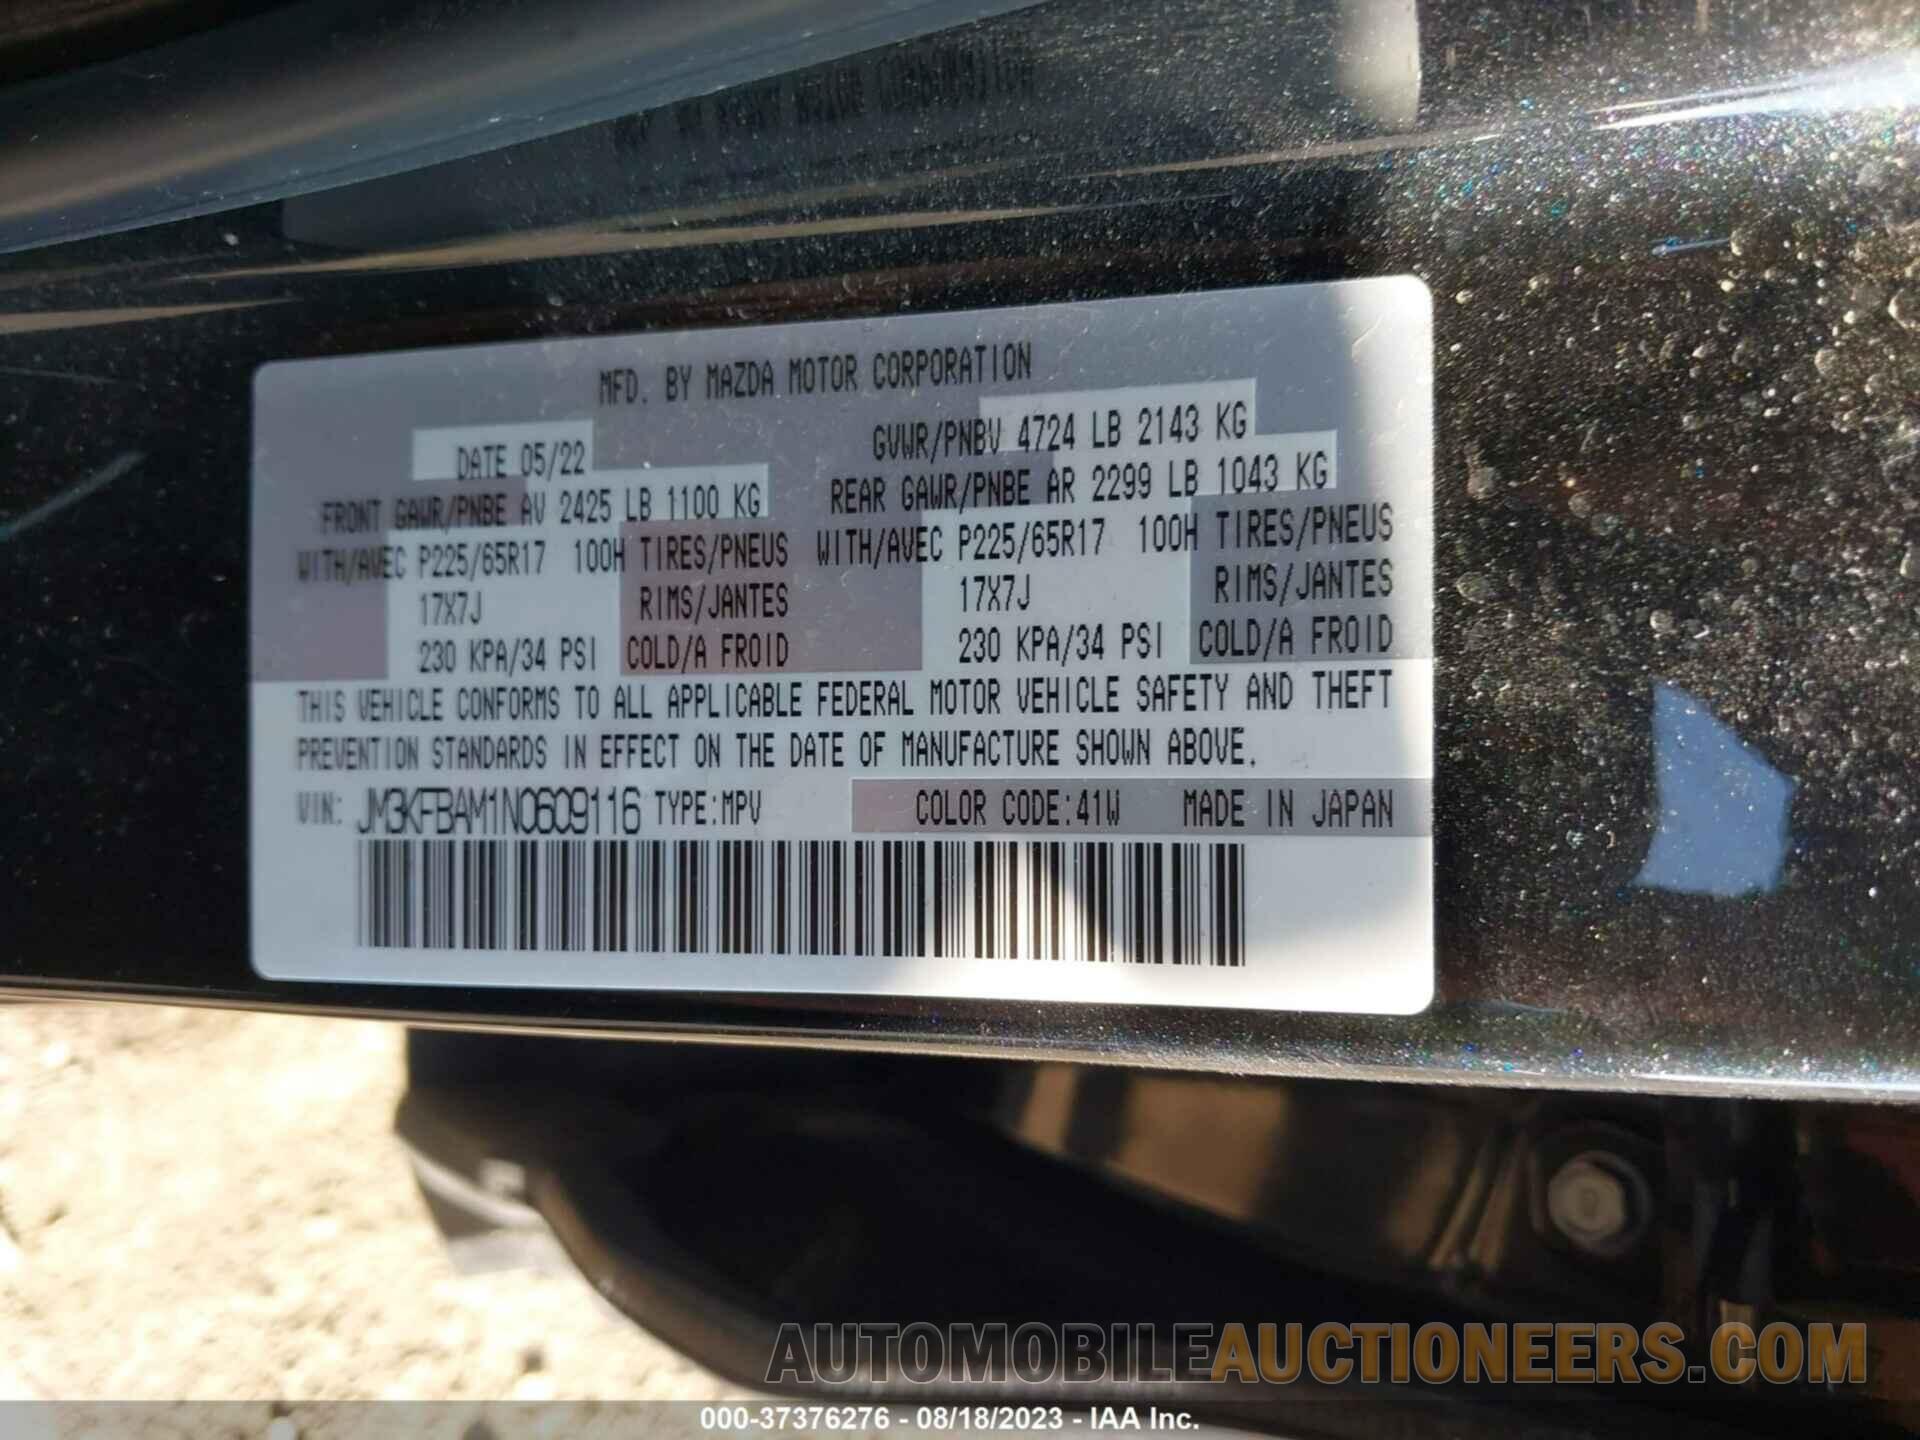 MFD. BY MAZDA MOTOR CORPORATION
DATE 05/22 GVWR/PNBV 4724 LB 2143 KG
FRONT GAWR/PNBE AV 2425 LB 1100 KG REAR GAWR/PNBE AR 2299 LB 1043 KG
WITH/AVEC P225/65R17 100H TIRES/PNEUS WITH/AVEC P225/65R17 100H TIRES/PNEUS
17X7J RIMS/JANTES 17X7J RIMS/JANTES
230 KPA/34 PSI COLD/A FROID 230 KPA/34 PSI COLD/A FROID
THIS VEHICLE CONFORMS TO ALL APPLICABLE FEDERAL MOTOR VEHICLE SAFETY AND THEFT
PREVENTION STANDARDS IN EFFECT ON THE DATE OF MANUFACTURE SHOWN ABOVE.
VIN: JM3KFBAM1N0609116 TYPE:MPV COLOR CODE:41W MADE IN JAPAN
AUTOMOBILEAUCTIONEERS.COM
000-37376276 - 08/18/2023 - IAA Inc.